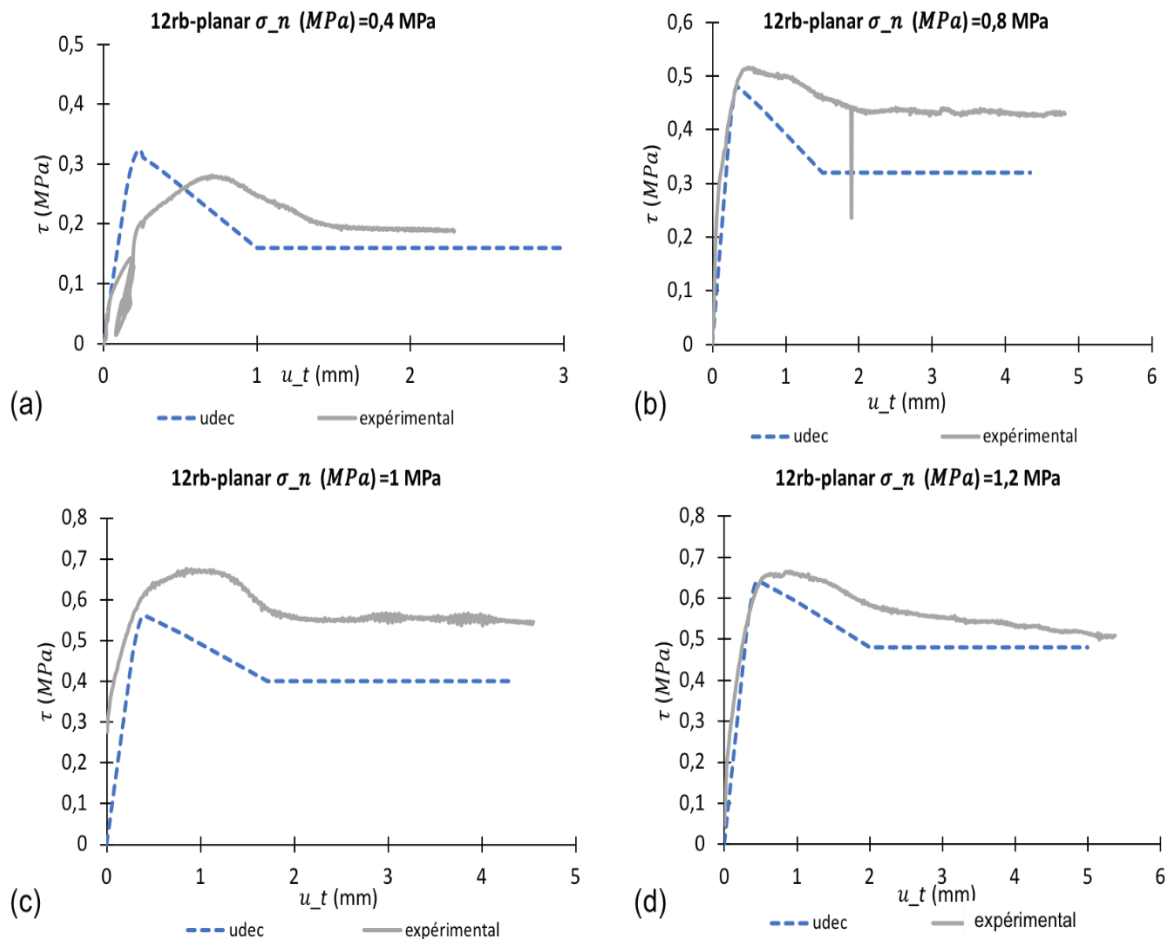 12rb-planar σ_n (MPa)=0,4 MPa
0,5
0,4
0,3
0,2
0,1
0
τ (MPa)
0 1 2 3
u_t (mm)
(a)
udec expérimental
12rb-planar σ_n (MPa)=0,8 MPa
0,6
0,5
0,4
0,3
0,2
0,1
0
τ (MPa)
0 1 2 3 4 5 6
u_t (mm)
(b)
udec expérimental
12rb-planar σ_n (MPa)=1 MPa
0,8
0,7
0,6
0,5
0,4
0,3
0,2
0,1
0
τ (MPa)
0 1 2 3 4 5
u_t (mm)
(c)
udec expérimental
12rb-planar σ_n (MPa)=1,2 MPa
0,8
0,7
0,6
0,5
0,4
0,3
0,2
0,1
0
τ (MPa)
0 1 2 3 4 5 6
u_t (mm)
(d)
udec expérimental